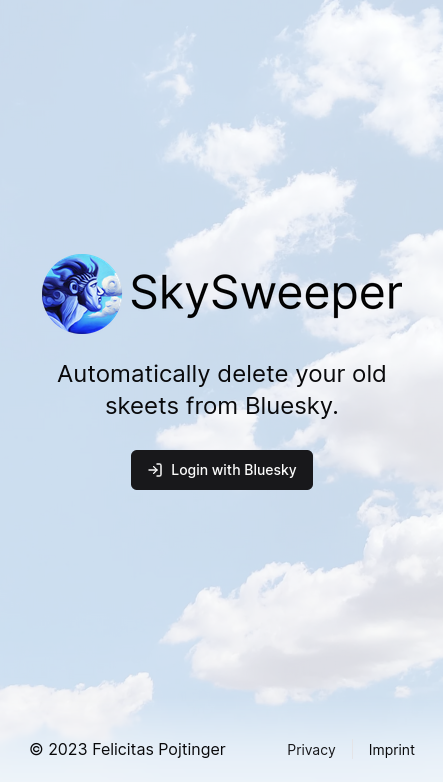 SkySweeper
Automatically delete your old
skeets from Bluesky.
Login with Bluesky
© 2023 Felicitas Pojtinger
Privacy
Imprint